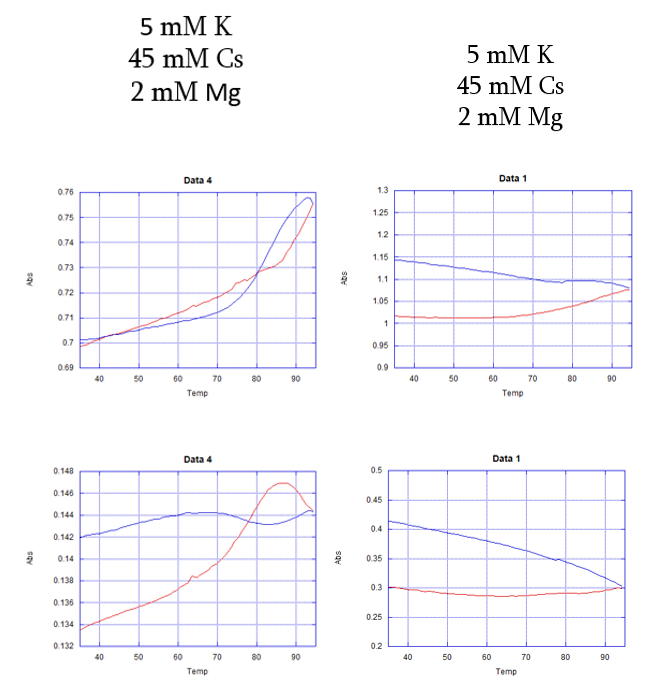 5 mM K
45 mM Cs
2 mM Mg
5 mM K
45 mM Cs
2 mM Mg
Data 4
0.76
0.75
0.74
0.73
0.72
0.71
0.7
0.69
Abs
40 50 60 70 80 90
Temp
Data 1
1.3
1.25
1.2
1.15
1.1
1.05
1
0.95
0.9
Abs
40 50 60 70 80 90
Temp
Data 4
0.148
0.146
0.144
0.142
0.14
0.138
0.136
0.134
0.132
Abs
40 50 60 70 80 90
Temp
Data 1
0.5
0.45
0.4
0.35
0.3
0.25
0.2
Abs
40 50 60 70 80 90
Temp